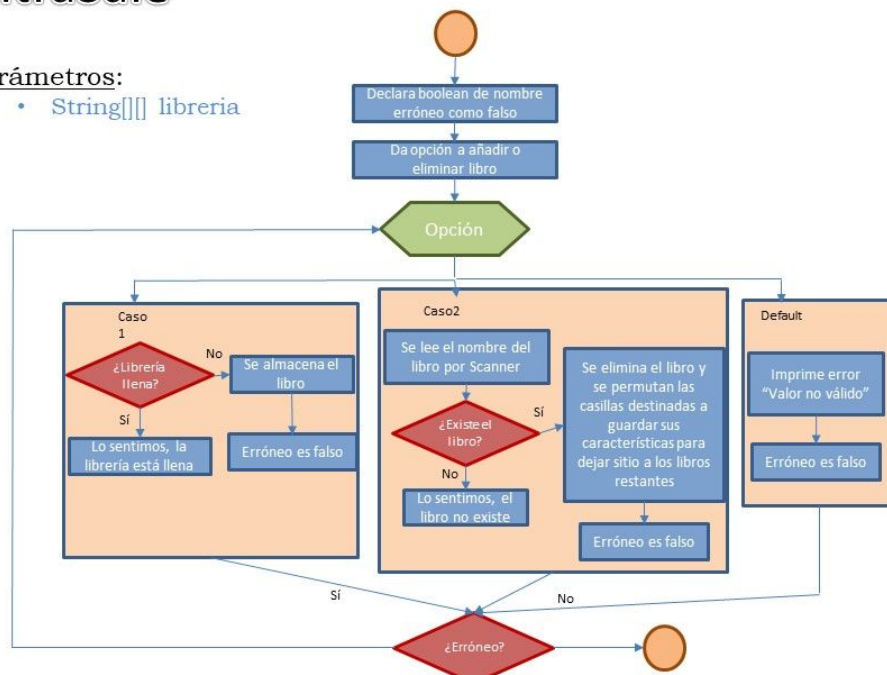 rámetros:
• String[][] libreria
Declara boolean de nombre
erróneo como falso
Da opción a añadir o
eliminar libro
Opción
Caso
1
¿Librería
llena?
No
Se almacena el
libro
Sí
Lo sentimos, la
librería está llena
Erróneo es falso
Caso2
Se lee el nombre del
libro por Scanner
¿Existe el
libro?
Sí
No
Lo sentimos, el
libro no existe
Se elimina el libro y
se permutan las
casillas destinadas a
guardar sus
características para
dejar sitio a los libros
restantes
Erróneo es falso
Default
Imprime error
“Valor no válido”
Erróneo es falso
Sí
No
¿Erróneo?